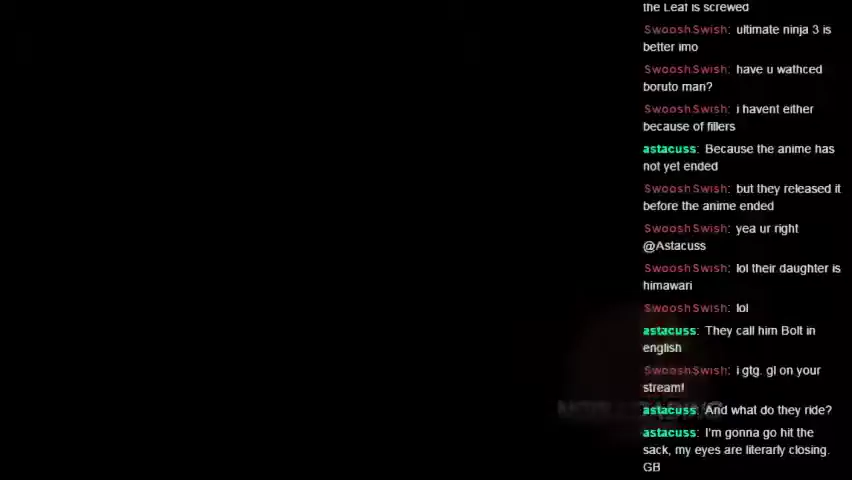 the Leaf is screwed
SwooshSwish: ultimate ninja 3 is
better imo
SwooshSwish: have u wathced
boruto man?
SwooshSwish: i havent either
because of fillers
astacuss: Because the anime has
not yet ended
SwooshSwish: but they released it
before the anime ended
SwooshSwish: yea ur right
@Astacuss
SwooshSwish: lol their daughter is
himawari
SwooshSwish: lol
astacuss: They call him Bolt in
english
SwooshSwish: i gtg. gl on your
stream!
astacuss: And what do they ride?
NOW LOADING
astacuss: I'm gonna go hit the
sack, my eyes are literarly closing.
GB